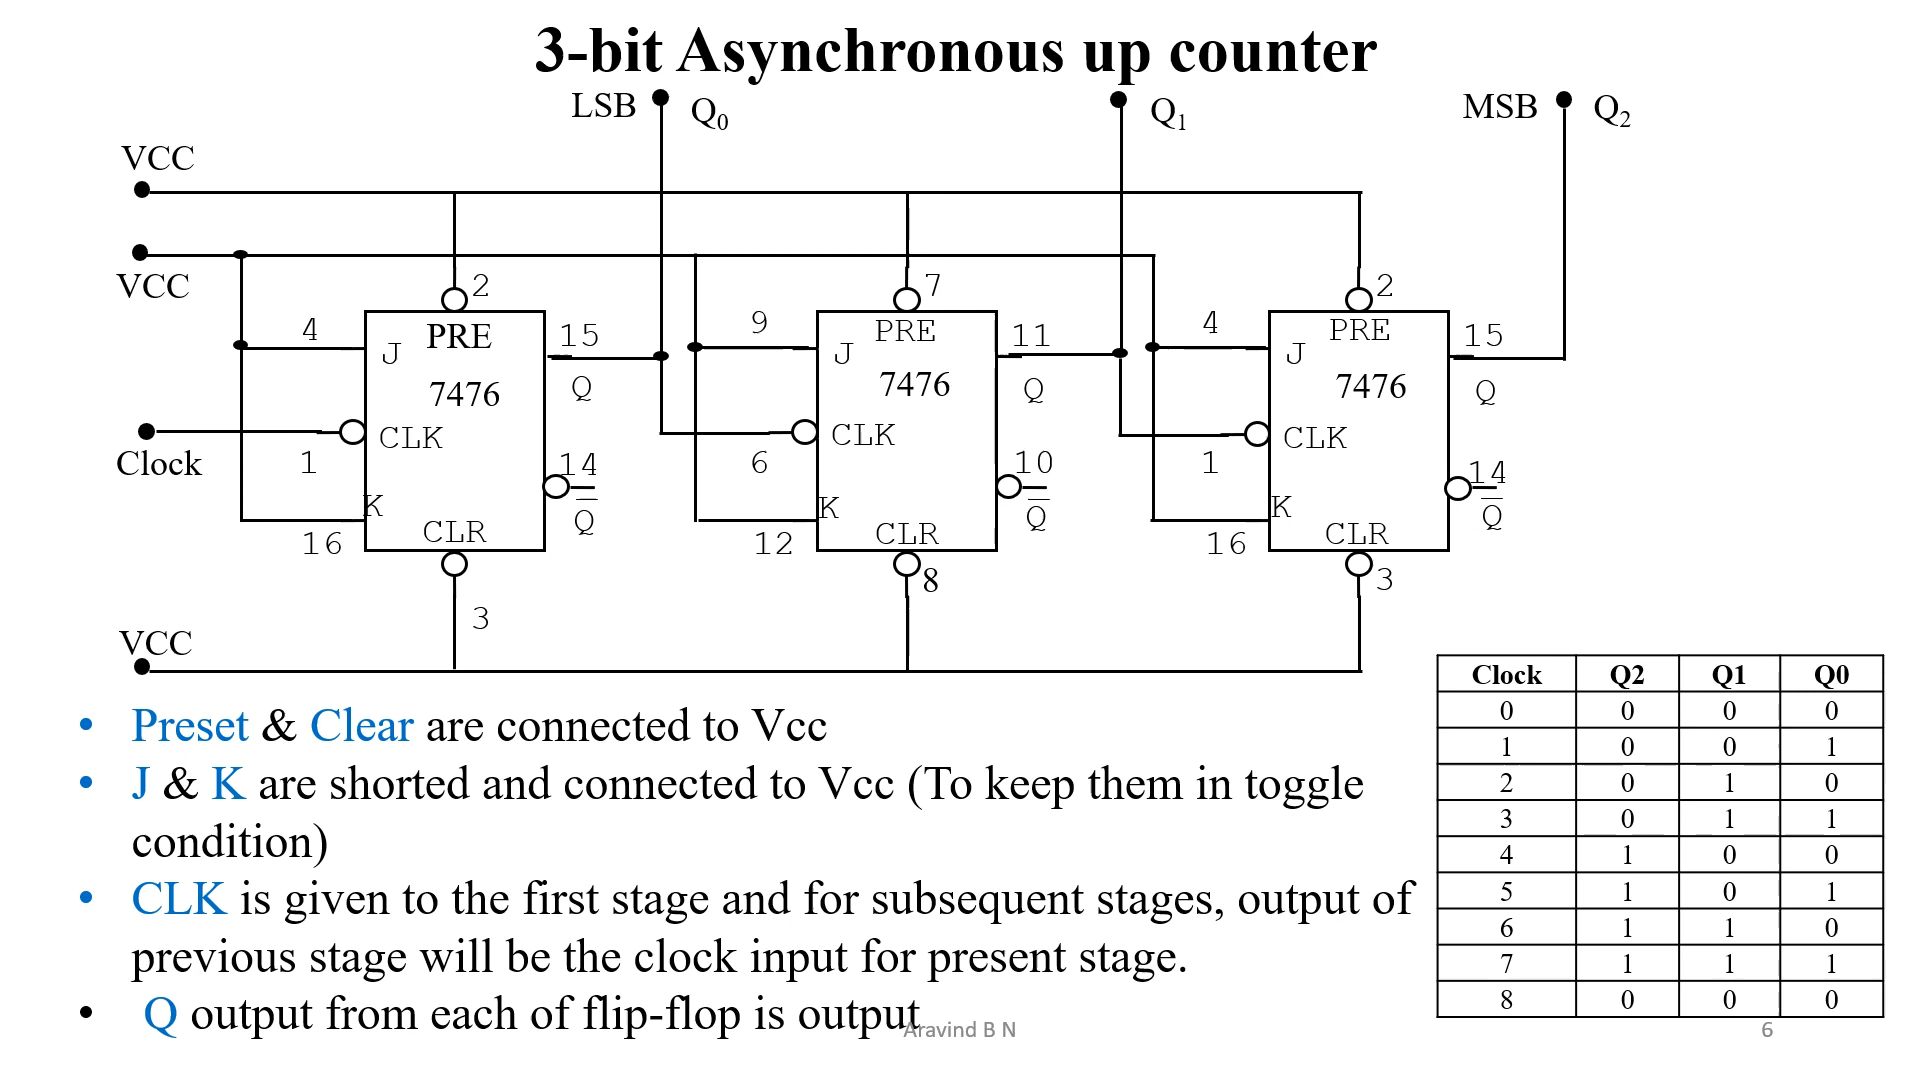 3-bit Asynchronous up counter
LSB Q0 Q1 MSB Q2
VCC
VCC
2 7 2
4 J PRE 15 9 J PRE 11 4 J PRE 15
7476 Q 7476 Q 7476 Q
Clock 1 CLK 6 CLK 1 CLK
14 10 14
K Q̅ K Q̅ K Q̅
16 CLR 12 CLR 16 CLR
3 8 3
VCC
• Preset & Clear are connected to Vcc
• J & K are shorted and connected to Vcc (To keep them in toggle
condition)
• CLK is given to the first stage and for subsequent stages, output of
previous stage will be the clock input for present stage.
• Q output from each of flip-flop is output
Clock Q2 Q1 Q0
0 0 0 0
1 0 0 1
2 0 1 0
3 0 1 1
4 1 0 0
5 1 0 1
6 1 1 0
7 1 1 1
8 0 0 0
Aravind B N 6